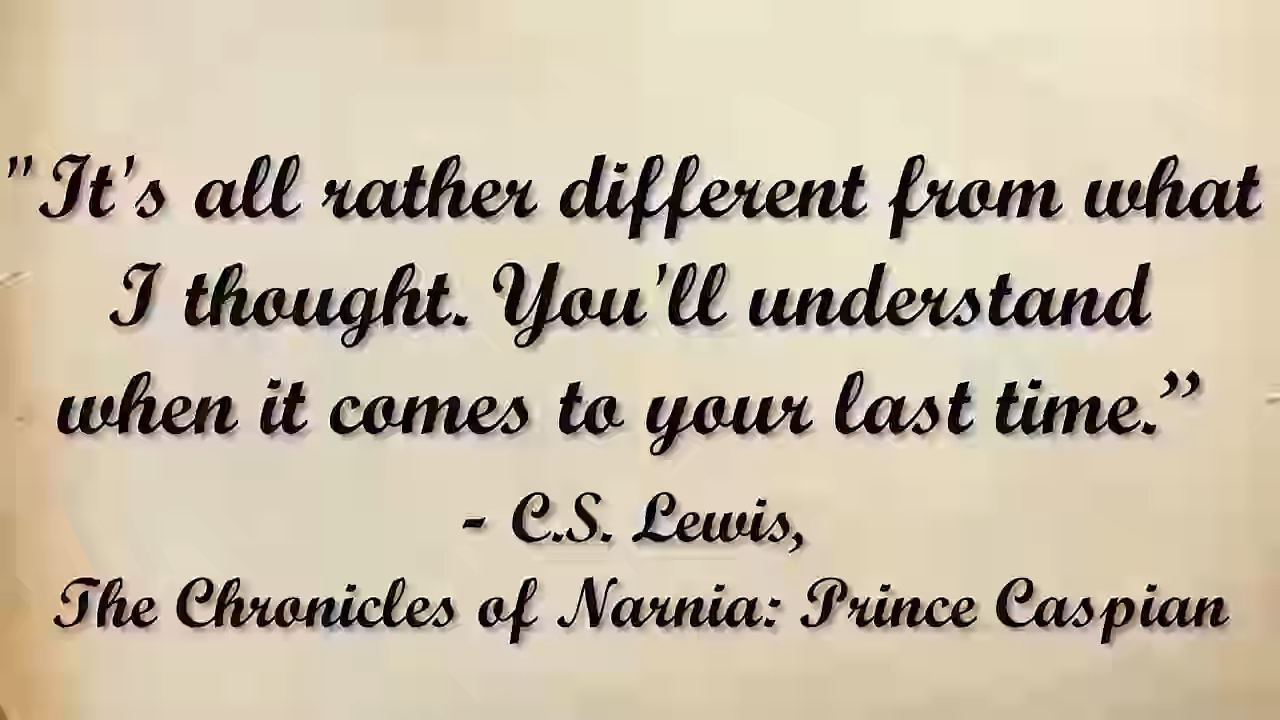 "It's all rather different from what
I thought. You'll understand
when it comes to your last time.”
- C.S. Lewis,
The Chronicles of Narnia: Prince Caspian